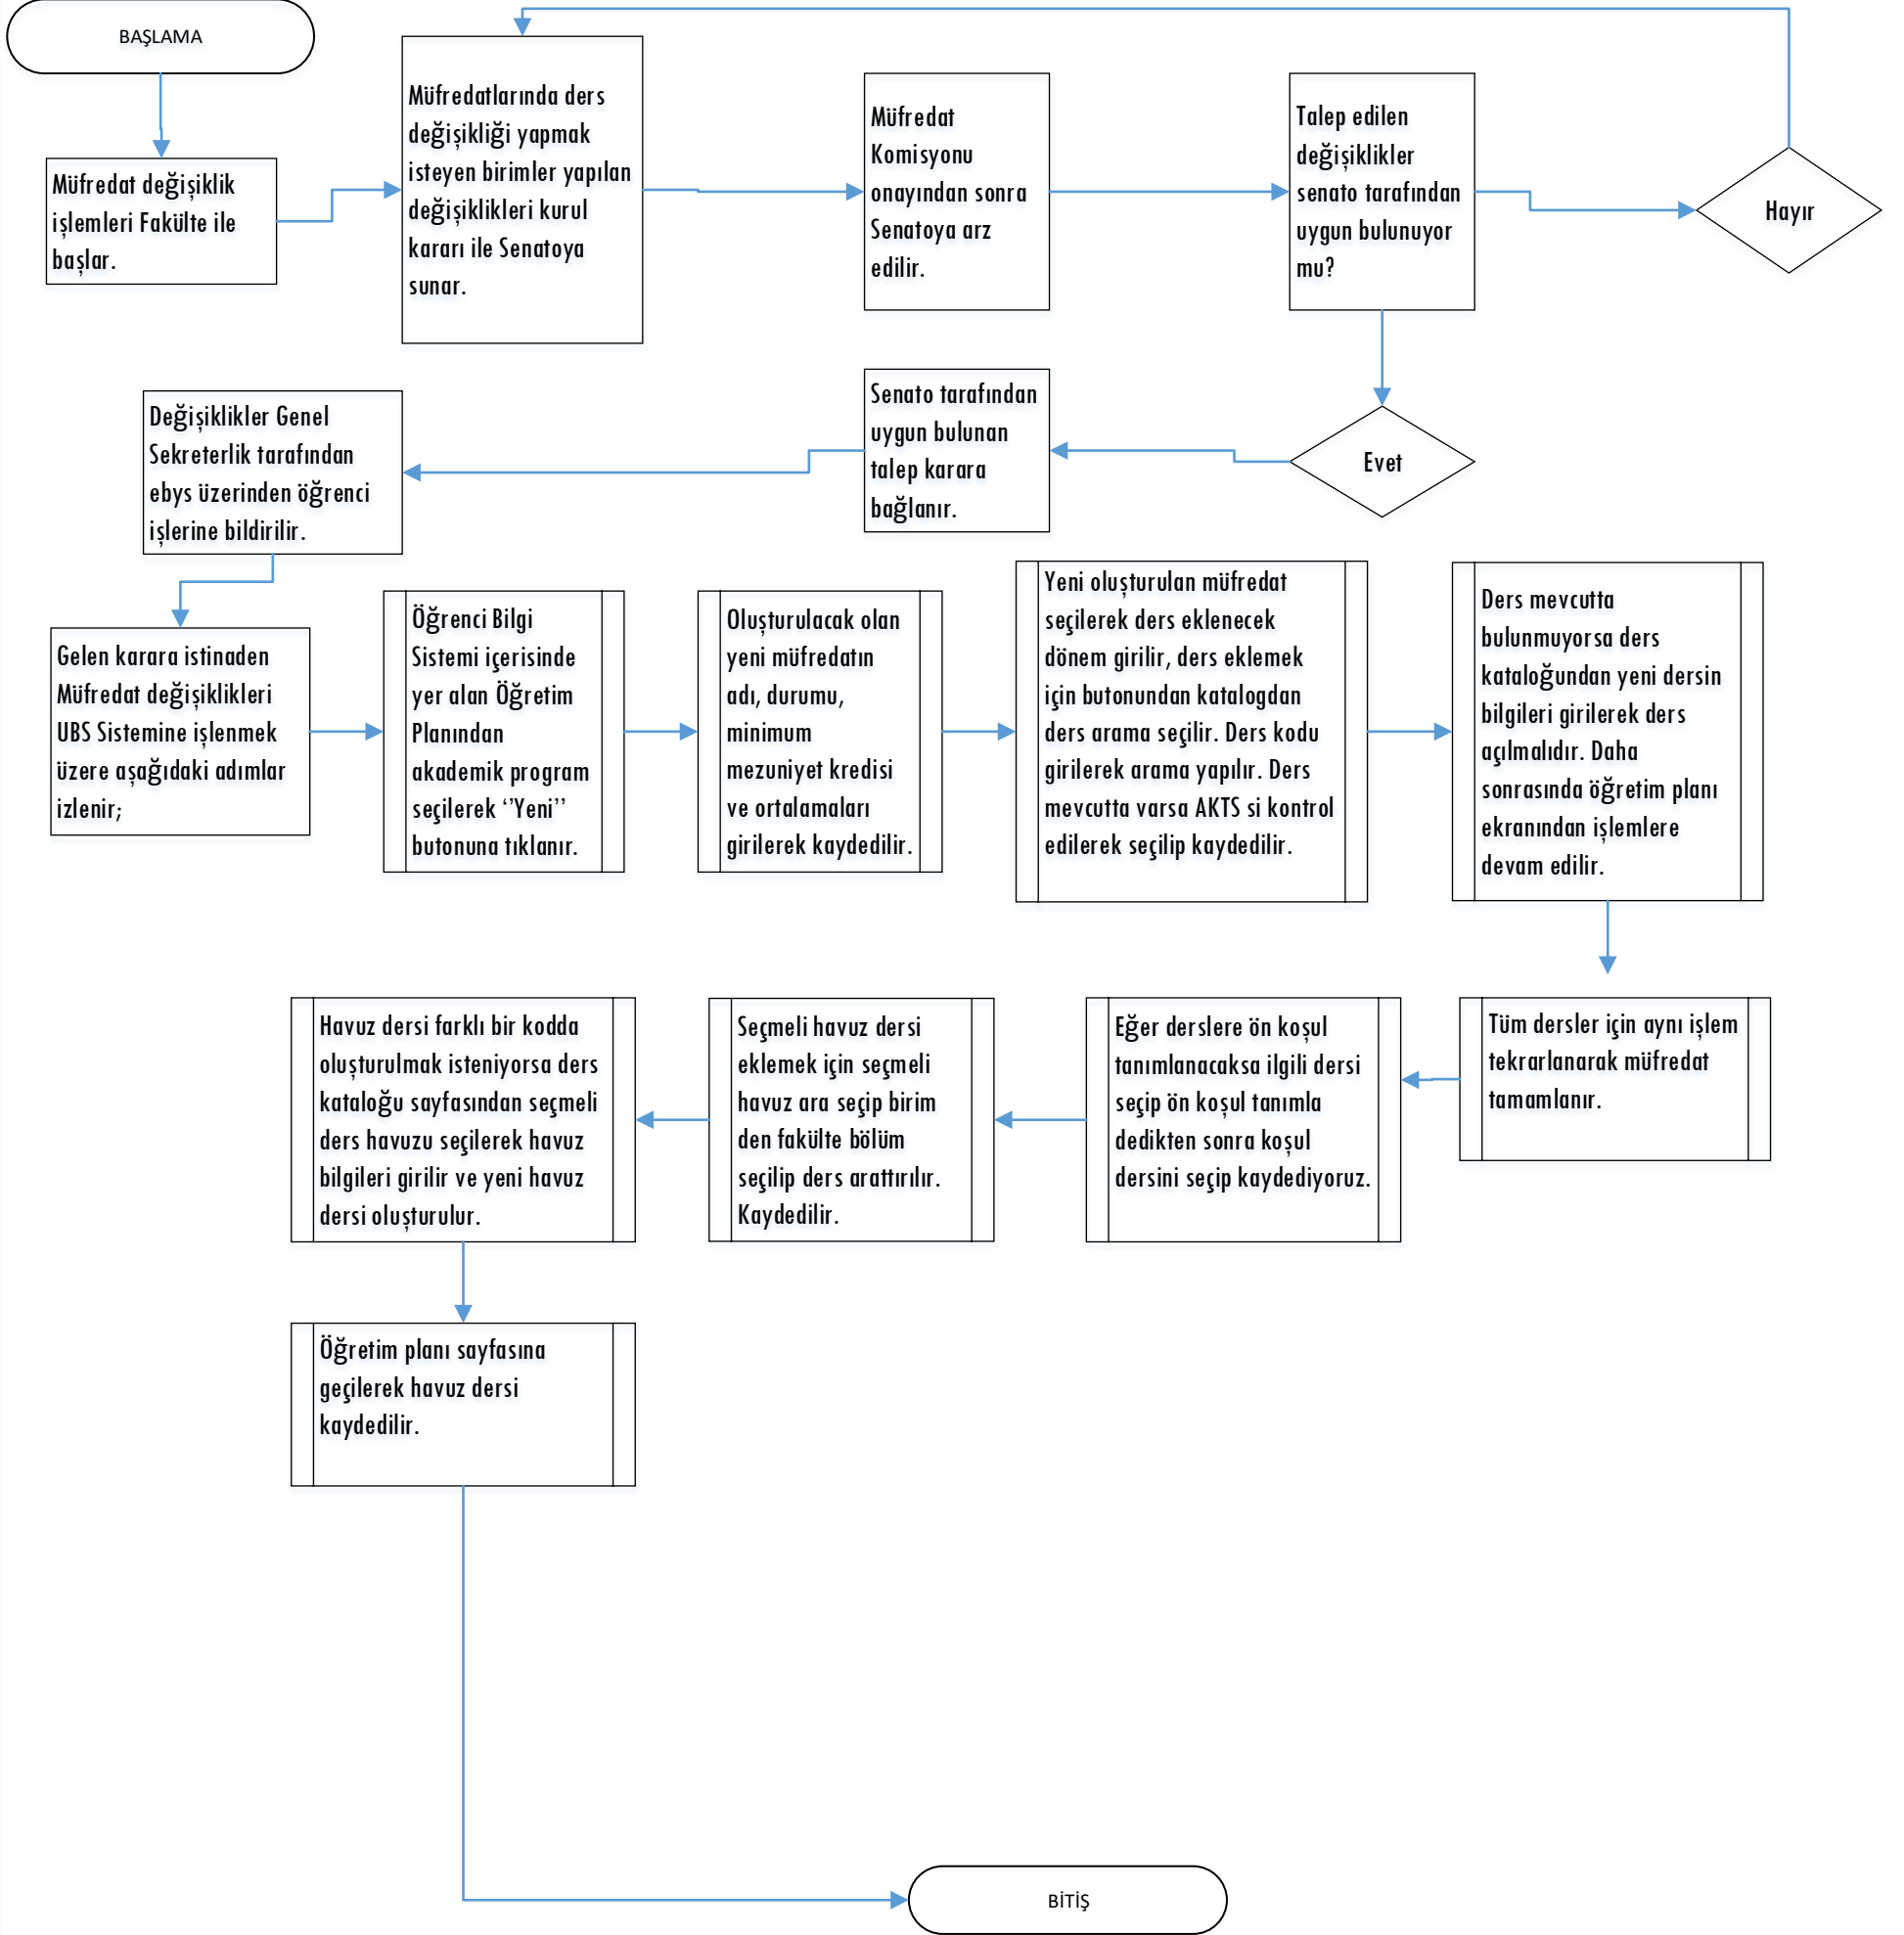 BAŞLAMA
Müfredat değişiklik
işlemleri Fakülte ile
başlar.
Müfredatlarında ders
değişikliği yapmak
isteyen birimler yapılan
değişiklikleri kurul
kararı ile Senatoya
sunar.
Müfredat
Komisyonu
onayından sonra
Senatoya arz
edilir.
Talep edilen
değişiklikler
senato tarafından
uygun bulunuyor
mu?
Hayır
Evet
Senato tarafından
uygun bulunan
talep karara
bağlanır.
Değişiklikler Genel
Sekreterlik tarafından
ebys üzerinden öğrenci
işlerine bildirilir.
Gelen karara istinaden
Müfredat değişiklikleri
UBS Sistemine işlenmek
üzere aşağıdaki adımlar
izlenir;
Öğrenci Bilgi
Sistemi içerisinde
yer alan Öğretim
Planından
akademik program
seçilerek ‘’Yeni’’
butonuna tıklanır.
Oluşturulacak olan
yeni müfredatın
adı, durumu,
minimum
mezuniyet kredisi
ve ortalamaları
girilerek kaydedilir.
Yeni oluşturulan müfredat
seçilerek ders eklenecek
dönem girilir, ders eklemek
için butonundan katalogdan
ders arama seçilir. Ders kodu
girilerek arama yapılır. Ders
mevcutta varsa AKTS si kontrol
edilerek seçilip kaydedilir.
Ders mevcutta
bulunmuyorsa ders
kataloğundan yeni dersin
bilgileri girilerek ders
açılmalıdır. Daha
sonrasında öğretim planı
ekranından işlemlere
devam edilir.
Tüm dersler için aynı işlem
tekrarlanarak müfredat
tamamlanır.
Eğer derslere ön koşul
tanımlanacaksa ilgili dersi
seçip ön koşul tanımla
dedikten sonra koşul
dersini seçip kaydediyoruz.
Seçmeli havuz dersi
eklemek için seçmeli
havuz ara seçip birim
den fakülte bölüm
seçilip ders arattırılır.
Kaydedilir.
Havuz dersi farklı bir kodda
oluşturulmak isteniyorsa ders
kataloğu sayfasından seçmeli
ders havuzu seçilerek havuz
bilgileri girilir ve yeni havuz
dersi oluşturulur.
Öğretim planı sayfasına
geçilerek havuz dersi
kaydedilir.
BİTİŞ